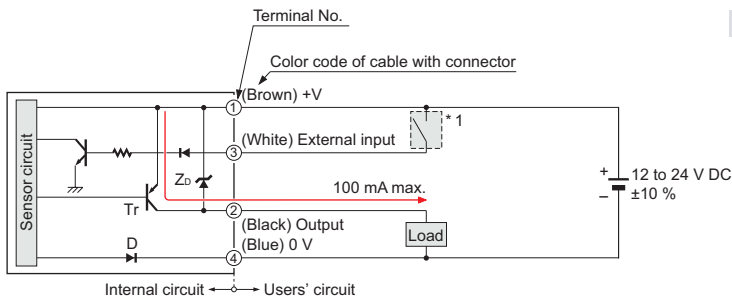 Terminal No.
Color code of cable with connector
(Brown) +V
1
* 1
(White) External input
3
Sensor circuit
ZD
100 mA max.
+
12 to 24 V DC
±10 %
–
Tr
2
(Black) Output
Load
(Blue) 0 V
D
4
Internal circuit
Users' circuit